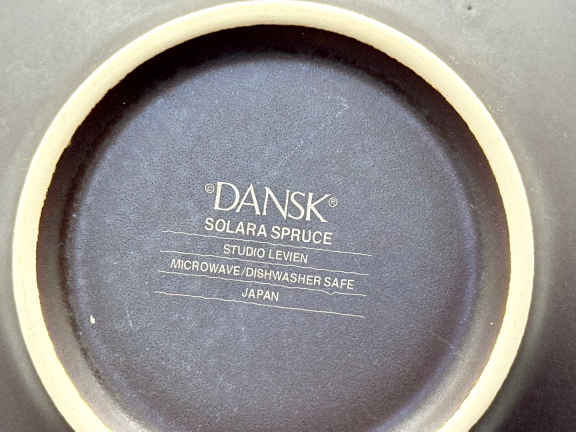 ©DANSK®
SOLARA SPRUCE
STUDIO LEVIEN
MICROWAVE/DISHWASHER SAFE
JAPAN